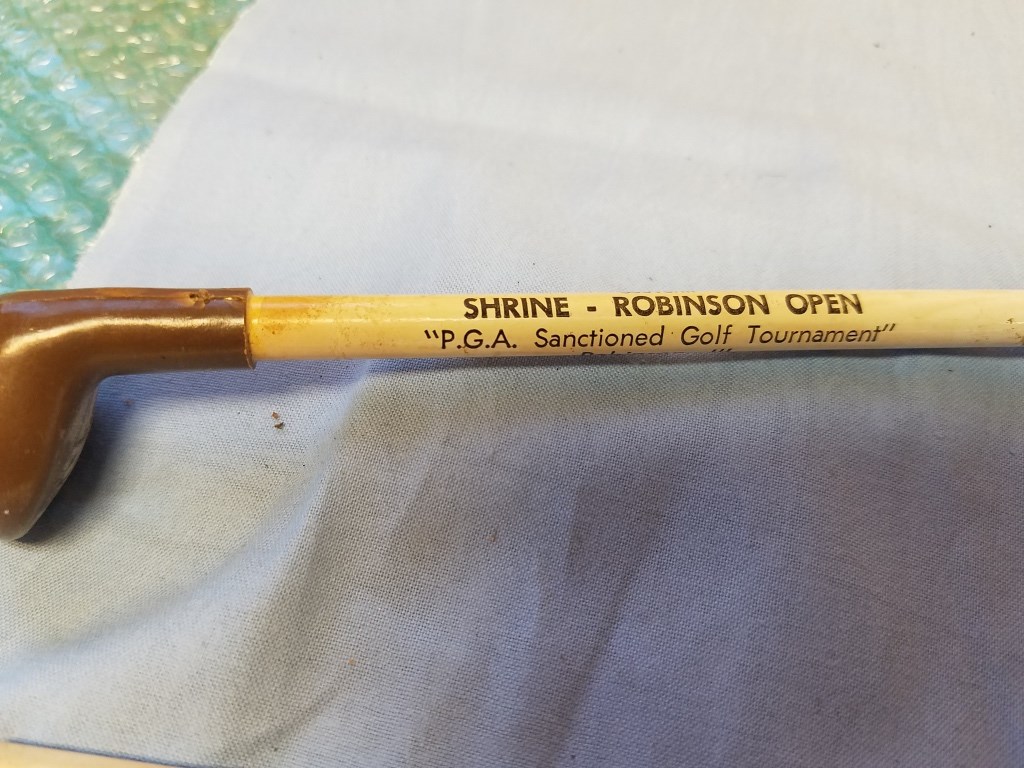 SHRINE - ROBINSON OPEN
"P.G.A. Sanctioned Golf Tournament"